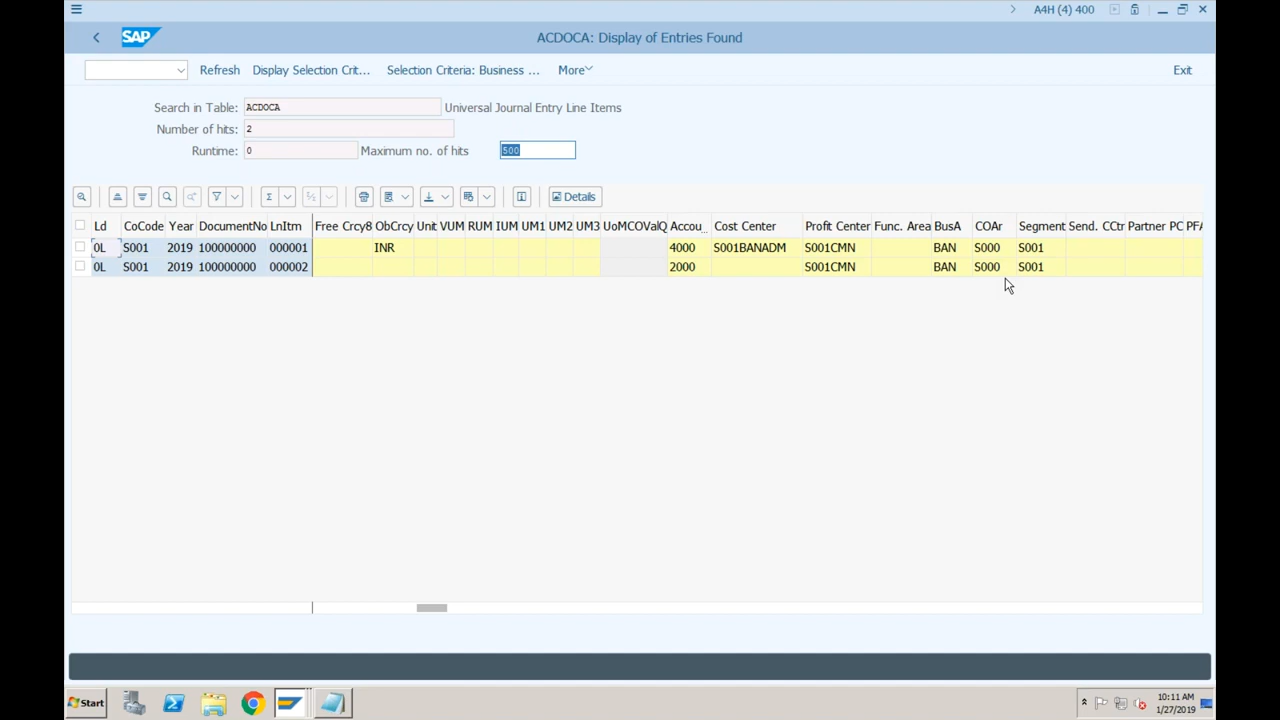 A4H (4) 400
SAP
ACDOCA: Display of Entries Found
Refresh Display Selection Crit... Selection Criteria: Business ... More Exit
Search in Table: ACDOCA Universal Journal Entry Line Items
Number of hits: 2
Runtime: 0 Maximum no. of hits 500
Σ Details
Ld CoCode Year DocumentNo LnItm Free Crcy8 ObCrcy Unit VUM RUM IUM UM1 UM2 UM3 UoMCOValQ Accou... Cost Center Profit Center Func. Area BusA COAr Segment Send. CCtr Partner PC PFA
0L S001 2019 100000000 000001 INR 4000 S001BANADM S001CMN BAN S000 S001
0L S001 2019 100000000 000002 2000 S001CMN BAN S000 S001
Start 10:11 AM
1/27/2019